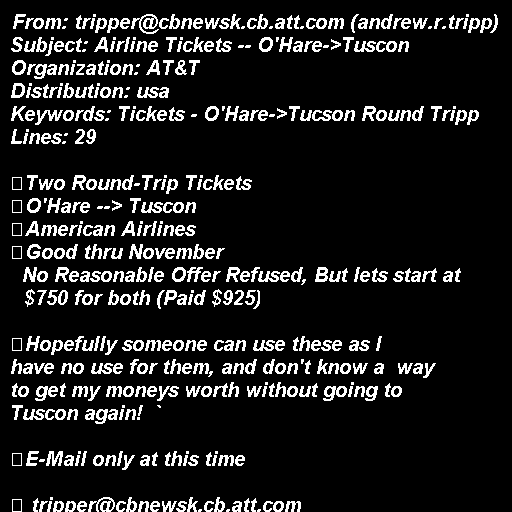 From: tripper@cbnewsk.cb.att.com (andrew.r.tripp)
Subject: Airline Tickets -- O'Hare->Tuscon
Organization: AT&T
Distribution: usa
Keywords: Tickets - O'Hare->Tucson Round Tripp
Lines: 29

Two Round-Trip Tickets
O'Hare --> Tuscon
American Airlines
Good thru November
No Reasonable Offer Refused, But lets start at
$750 for both (Paid $925)

Hopefully someone can use these as I
have no use for them, and don't know a  way
to get my moneys worth without going to
Tuscon again!  `

E-Mail only at this time

tripper@cbnewsk.cb.att.com